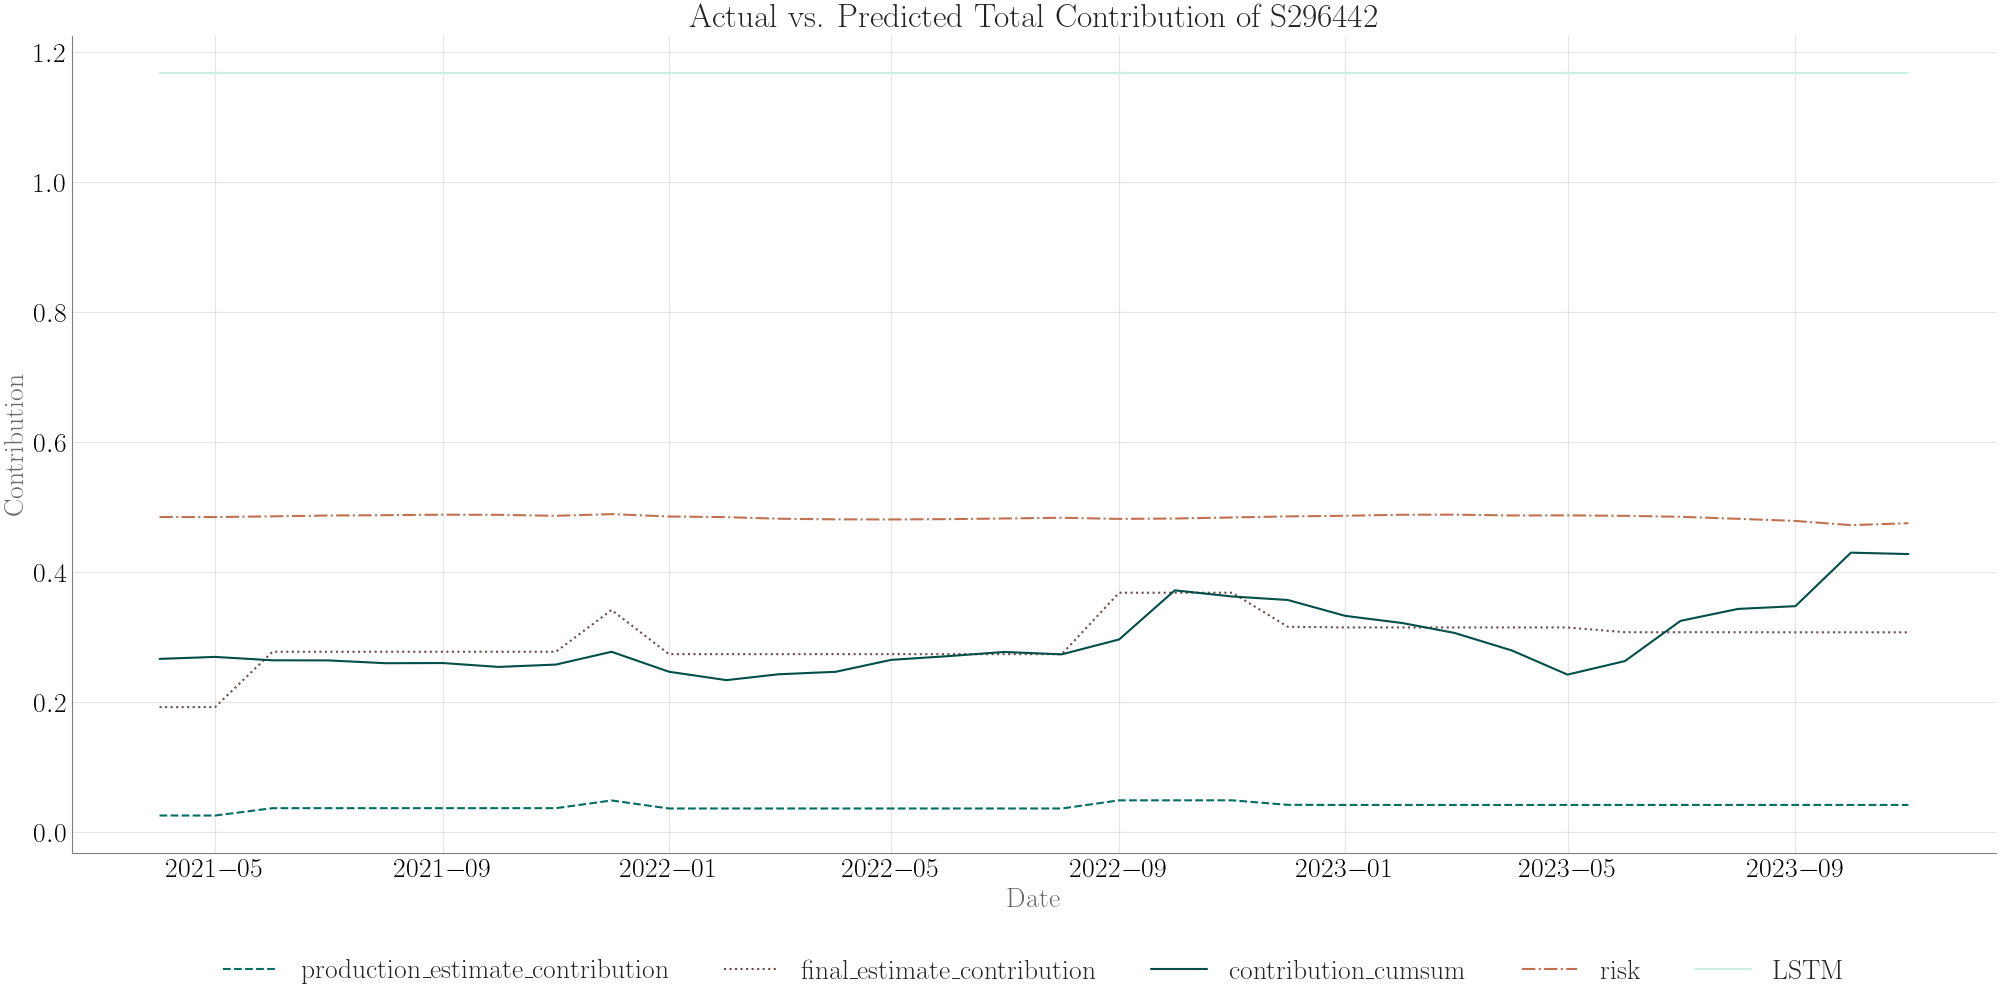 Actual vs. Predicted Total Contribution of S296442
1.2
1.0
0.8
0.6
0.4
0.2
0.0
Contribution
2021−05 2021−09 2022−01 2022−05 2022−09 2023−01 2023−05 2023−09
Date
production_estimate_contribution final_estimate_contribution contribution_cumsum risk LSTM